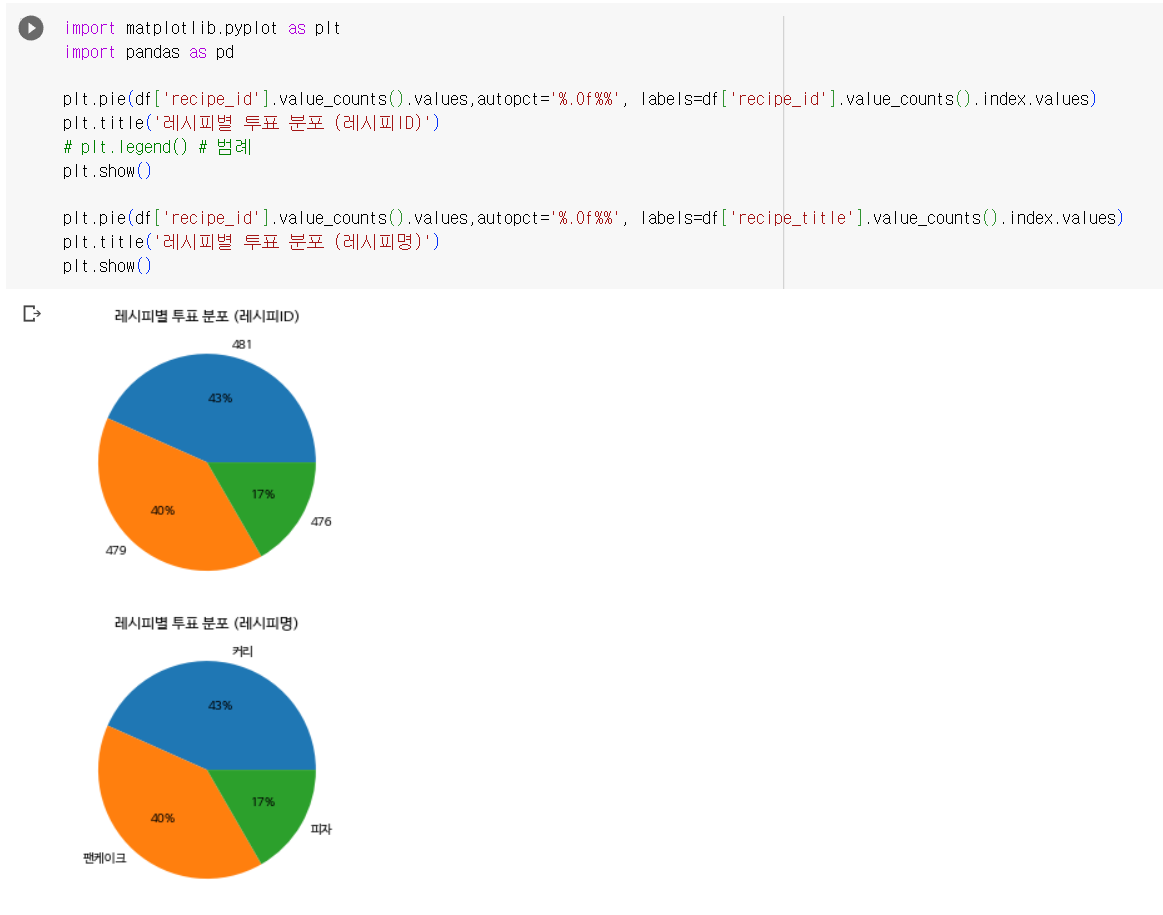 import matplotlib.pyplot as plt
import pandas as pd
plt.pie(df['recipe_id'].value_counts().values,autopct='%.0f%%', labels=df['recipe_id'].value_counts().index.values)
plt.title('레시피별 투표 분포 (레시피ID)')
# plt.legend() # 범례
plt.show()
plt.pie(df['recipe_id'].value_counts().values,autopct='%.0f%%', labels=df['recipe_title'].value_counts().index.values)
plt.title('레시피별 투표 분포 (레시피명)')
plt.show()
레시피별 투표 분포 (레시피ID)
481
43%
17%
40%
476
479
레시피별 투표 분포 (레시피명)
커리
43%
17%
40%
피자
팬케이크